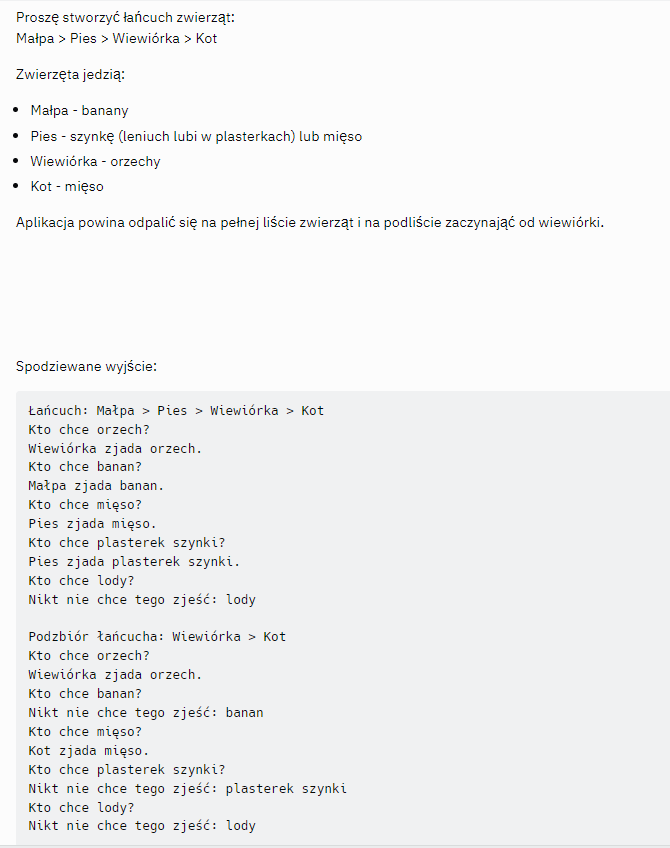 Proszę stworzyć łańcuch zwierząt:
Małpa > Pies > Wiewiórka > Kot
Zwierzęta jedzią:
• Małpa - banany
• Pies - szynkę (leniuch lubi w plasterkach) lub mięso
• Wiewiórka - orzechy
• Kot - mięso
Aplikacja powina odpalić się na pełnej liście zwierząt i na podliście zaczynająć od wiewiórki.
Spodziewane wyjście:
Łańcuch: Małpa > Pies > Wiewiórka > Kot
Kto chce orzech?
Wiewiórka zjada orzech.
Kto chce banan?
Małpa zjada banan.
Kto chce mięso?
Pies zjada mięso.
Kto chce plasterek szynki?
Pies zjada plasterek szynki.
Kto chce lody?
Nikt nie chce tego zjeść: lody
Podzbiór łańcucha: Wiewiórka > Kot
Kto chce orzech?
Wiewiórka zjada orzech.
Kto chce banan?
Nikt nie chce tego zjeść: banan
Kto chce mięso?
Kot zjada mięso.
Kto chce plasterek szynki?
Nikt nie chce tego zjeść: plasterek szynki
Kto chce lody?
Nikt nie chce tego zjeść: lody